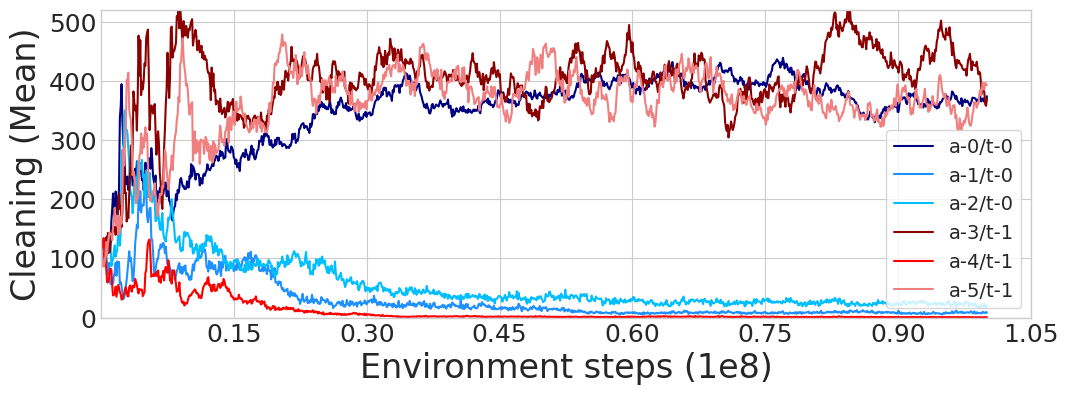 Cleaning (Mean)
500
400
300
200
100
0
0.15 0.30 0.45 0.60 0.75 0.90 1.05
Environment steps (1e8)
a-0/t-0
a-1/t-0
a-2/t-0
a-3/t-1
a-4/t-1
a-5/t-1